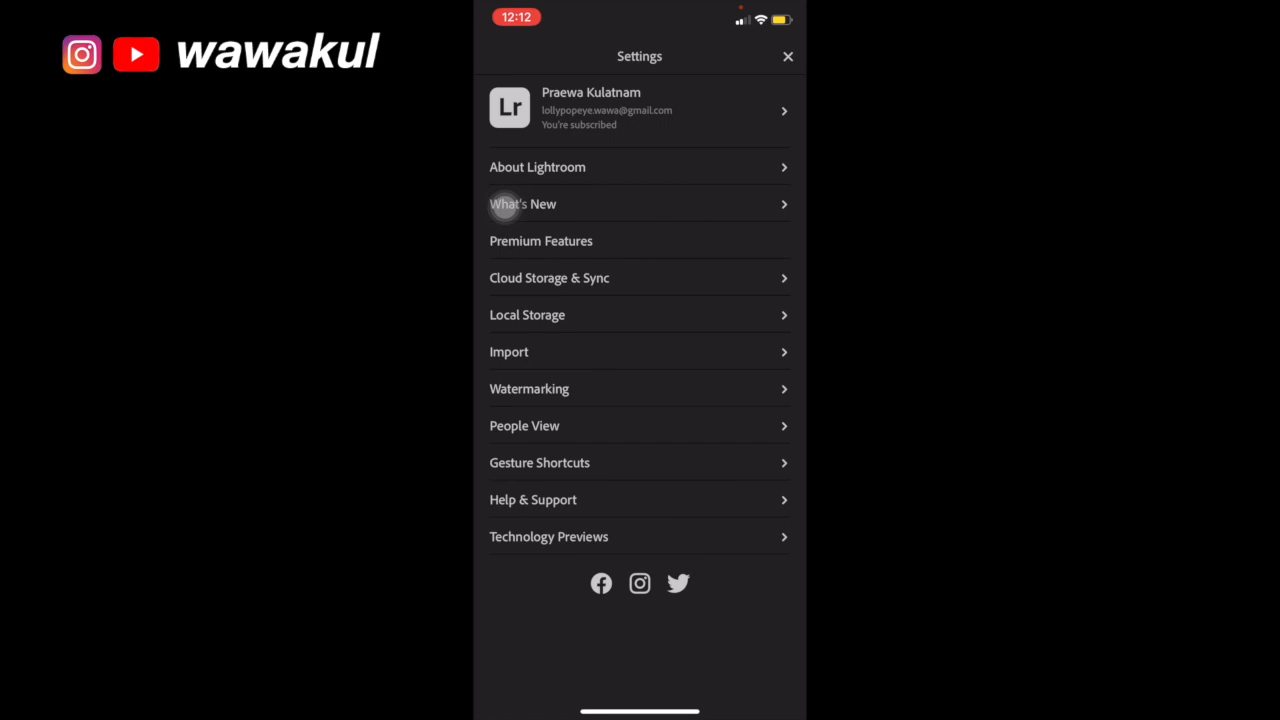 wawakul
12:12
Settings
Lr
Praewa Kulatnam
lollypopeye.wawa@gmail.com
You're subscribed
About Lightroom
What's New
Premium Features
Cloud Storage & Sync
Local Storage
Import
Watermarking
People View
Gesture Shortcuts
Help & Support
Technology Previews